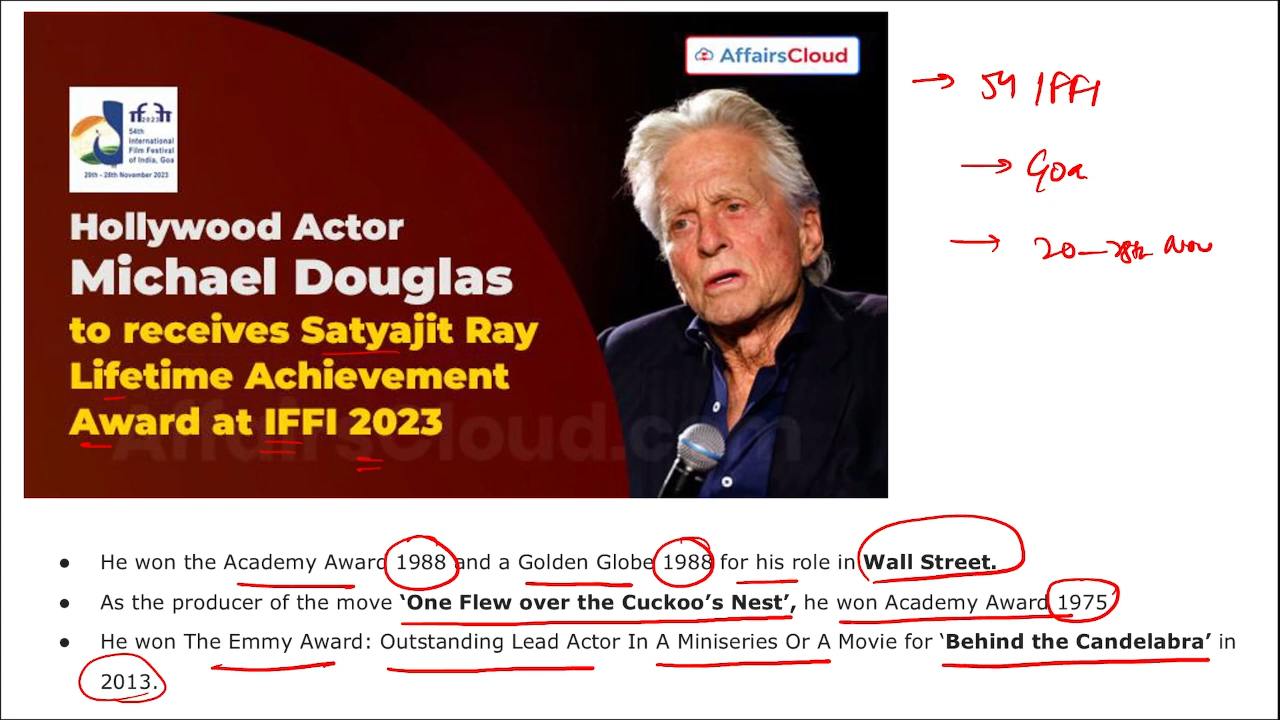 AffairsCloud
IFFI
2023
54th
International
Film Festival
of India, Goa
20th - 28th November 2023
Hollywood Actor
Michael Douglas
to receives Satyajit Ray
Lifetime Achievement
Award at IFFI 2023
AffairsCloud.com
→ 54 IFFI
→ Goa
→ 20-28th Nov
• He won the Academy Award 1988 and a Golden Globe 1988 for his role in Wall Street.
• As the producer of the move ‘One Flew over the Cuckoo’s Nest’, he won Academy Award 1975
• He won The Emmy Award: Outstanding Lead Actor In A Miniseries Or A Movie for ‘Behind the Candelabra’ in
2013.